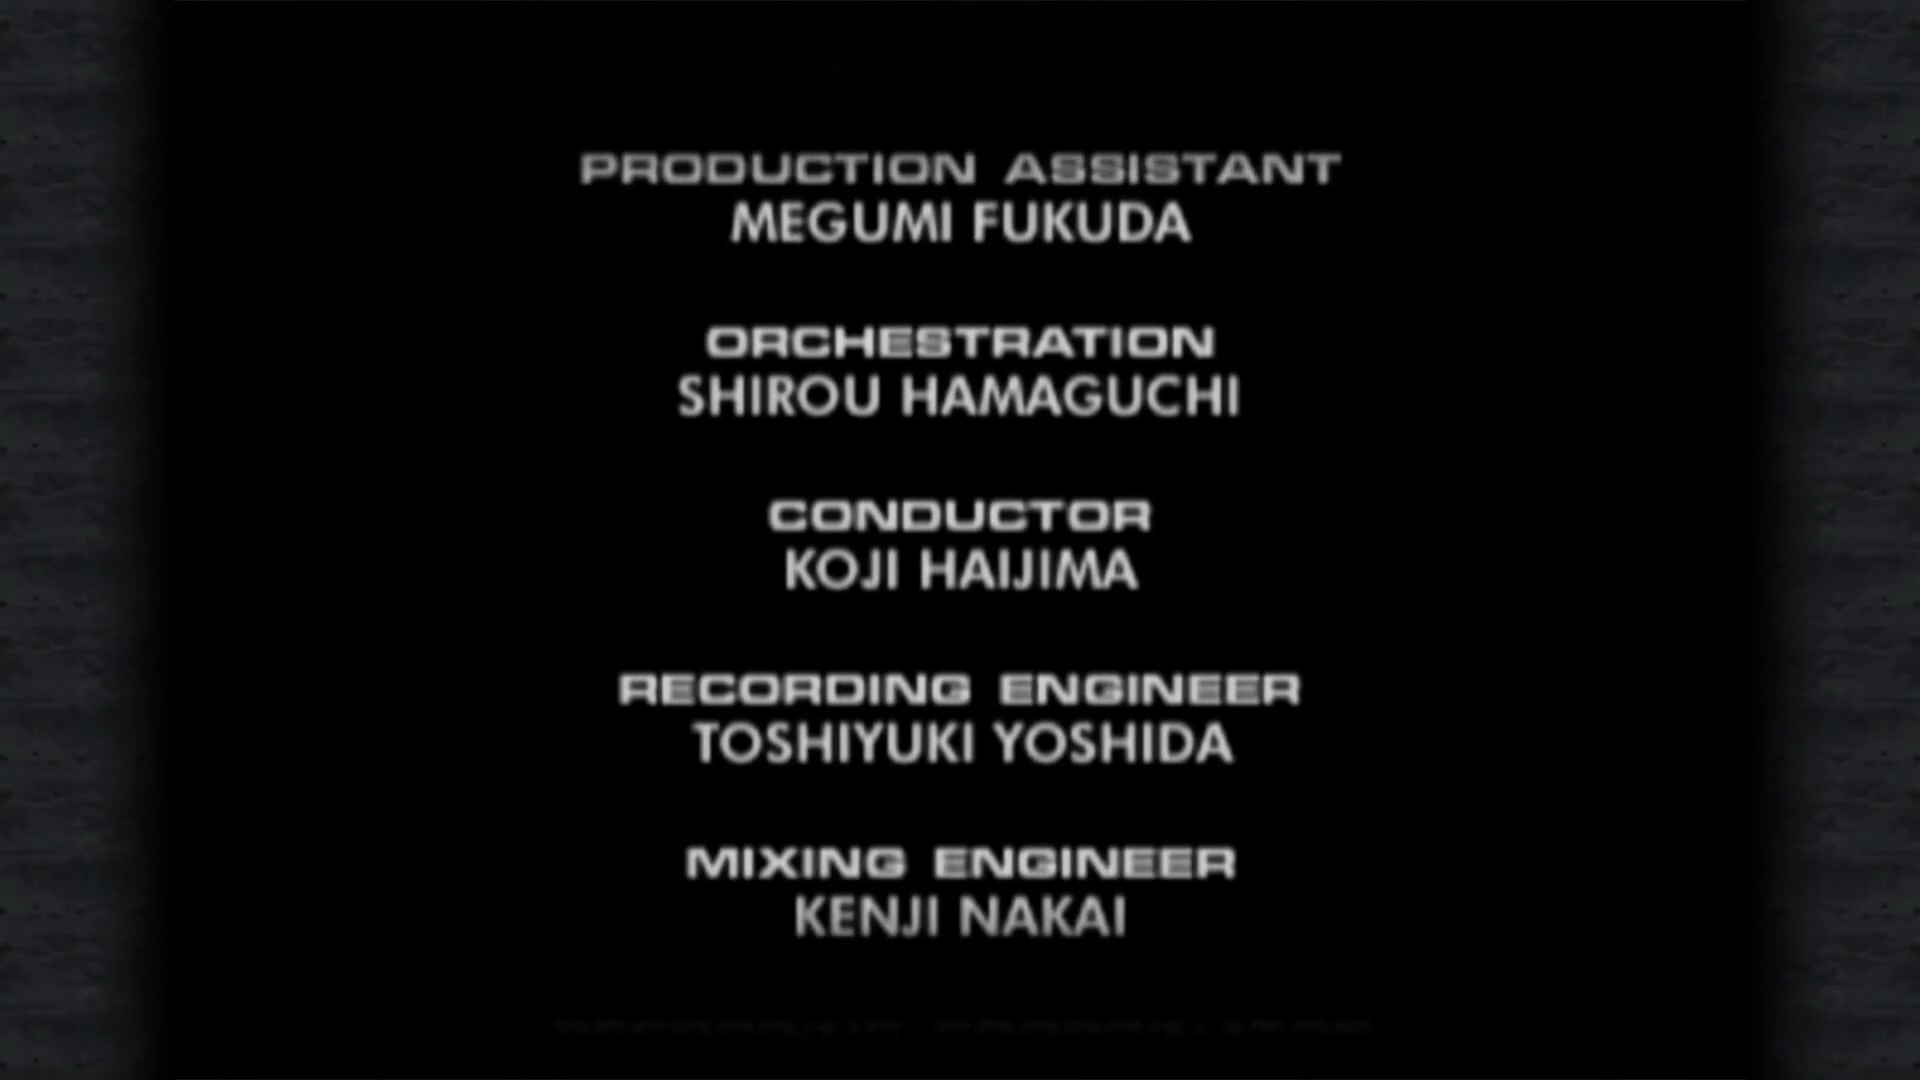 PRODUCTION ASSISTANT
MEGUMI FUKUDA
ORCHESTRATION
SHIROU HAMAGUCHI
CONDUCTOR
KOJI HAIJIMA
RECORDING ENGINEER
TOSHIYUKI YOSHIDA
MIXING ENGINEER
KENJI NAKAI